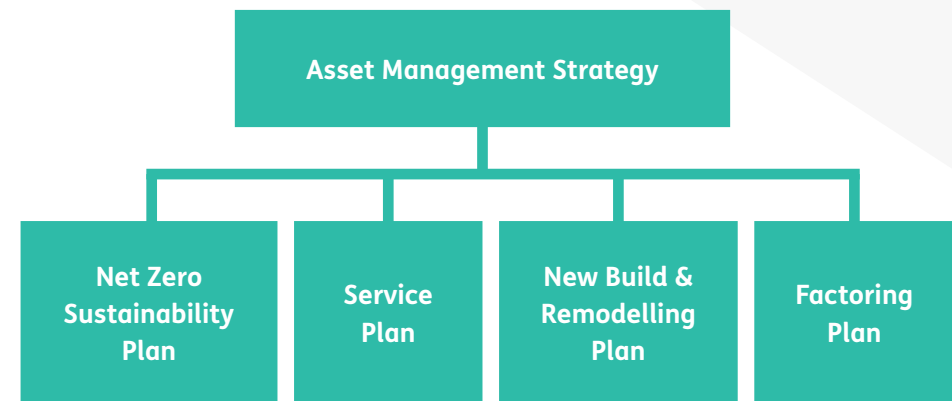 Asset Management Strategy
Net Zero
Sustainability
Plan
Service
Plan
New Build &
Remodelling
Plan
Factoring
Plan